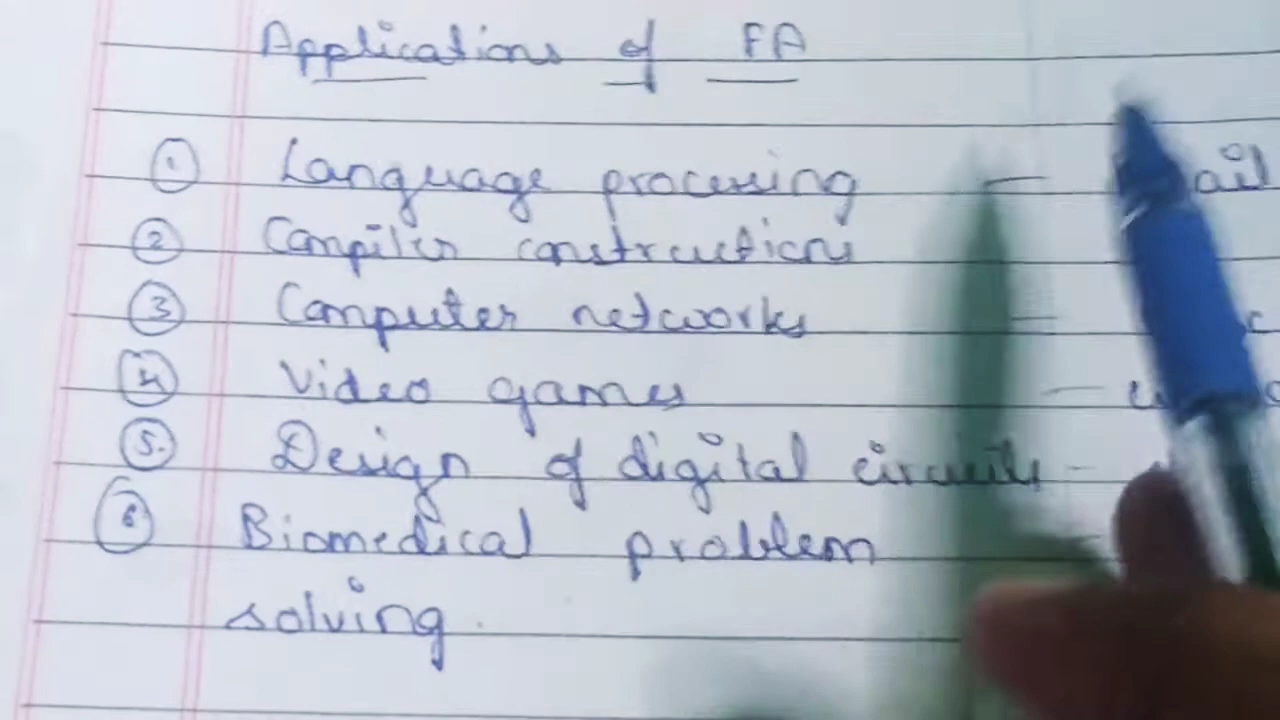 Applications of FA
① Language processing —
② Compiler construction
③ Computer networks —
④ Video games —
⑤ Design of digital circuits -
⑥ Biomedical problem
solving.